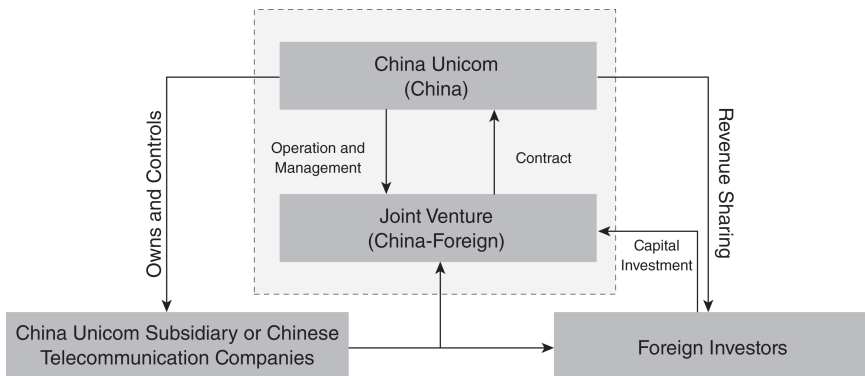 China Unicom
(China)
Owns and Controls
Operation and
Management
Contract
Revenue Sharing
Joint Venture
(China-Foreign)
Capital
Investment
China Unicom Subsidiary or Chinese
Telecommunication Companies
Foreign Investors